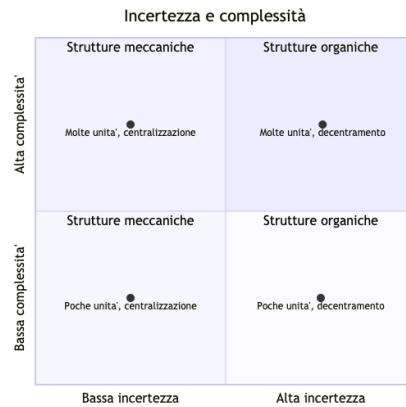 Incertezza e complessità
Strutture meccaniche
Strutture organiche
Alta complessita'
Molte unita', centralizzazione
Molte unita', decentramento
Strutture meccaniche
Strutture organiche
Bassa complessita'
Poche unita', centralizzazione
Poche unita', decentramento
Bassa incertezza
Alta incertezza